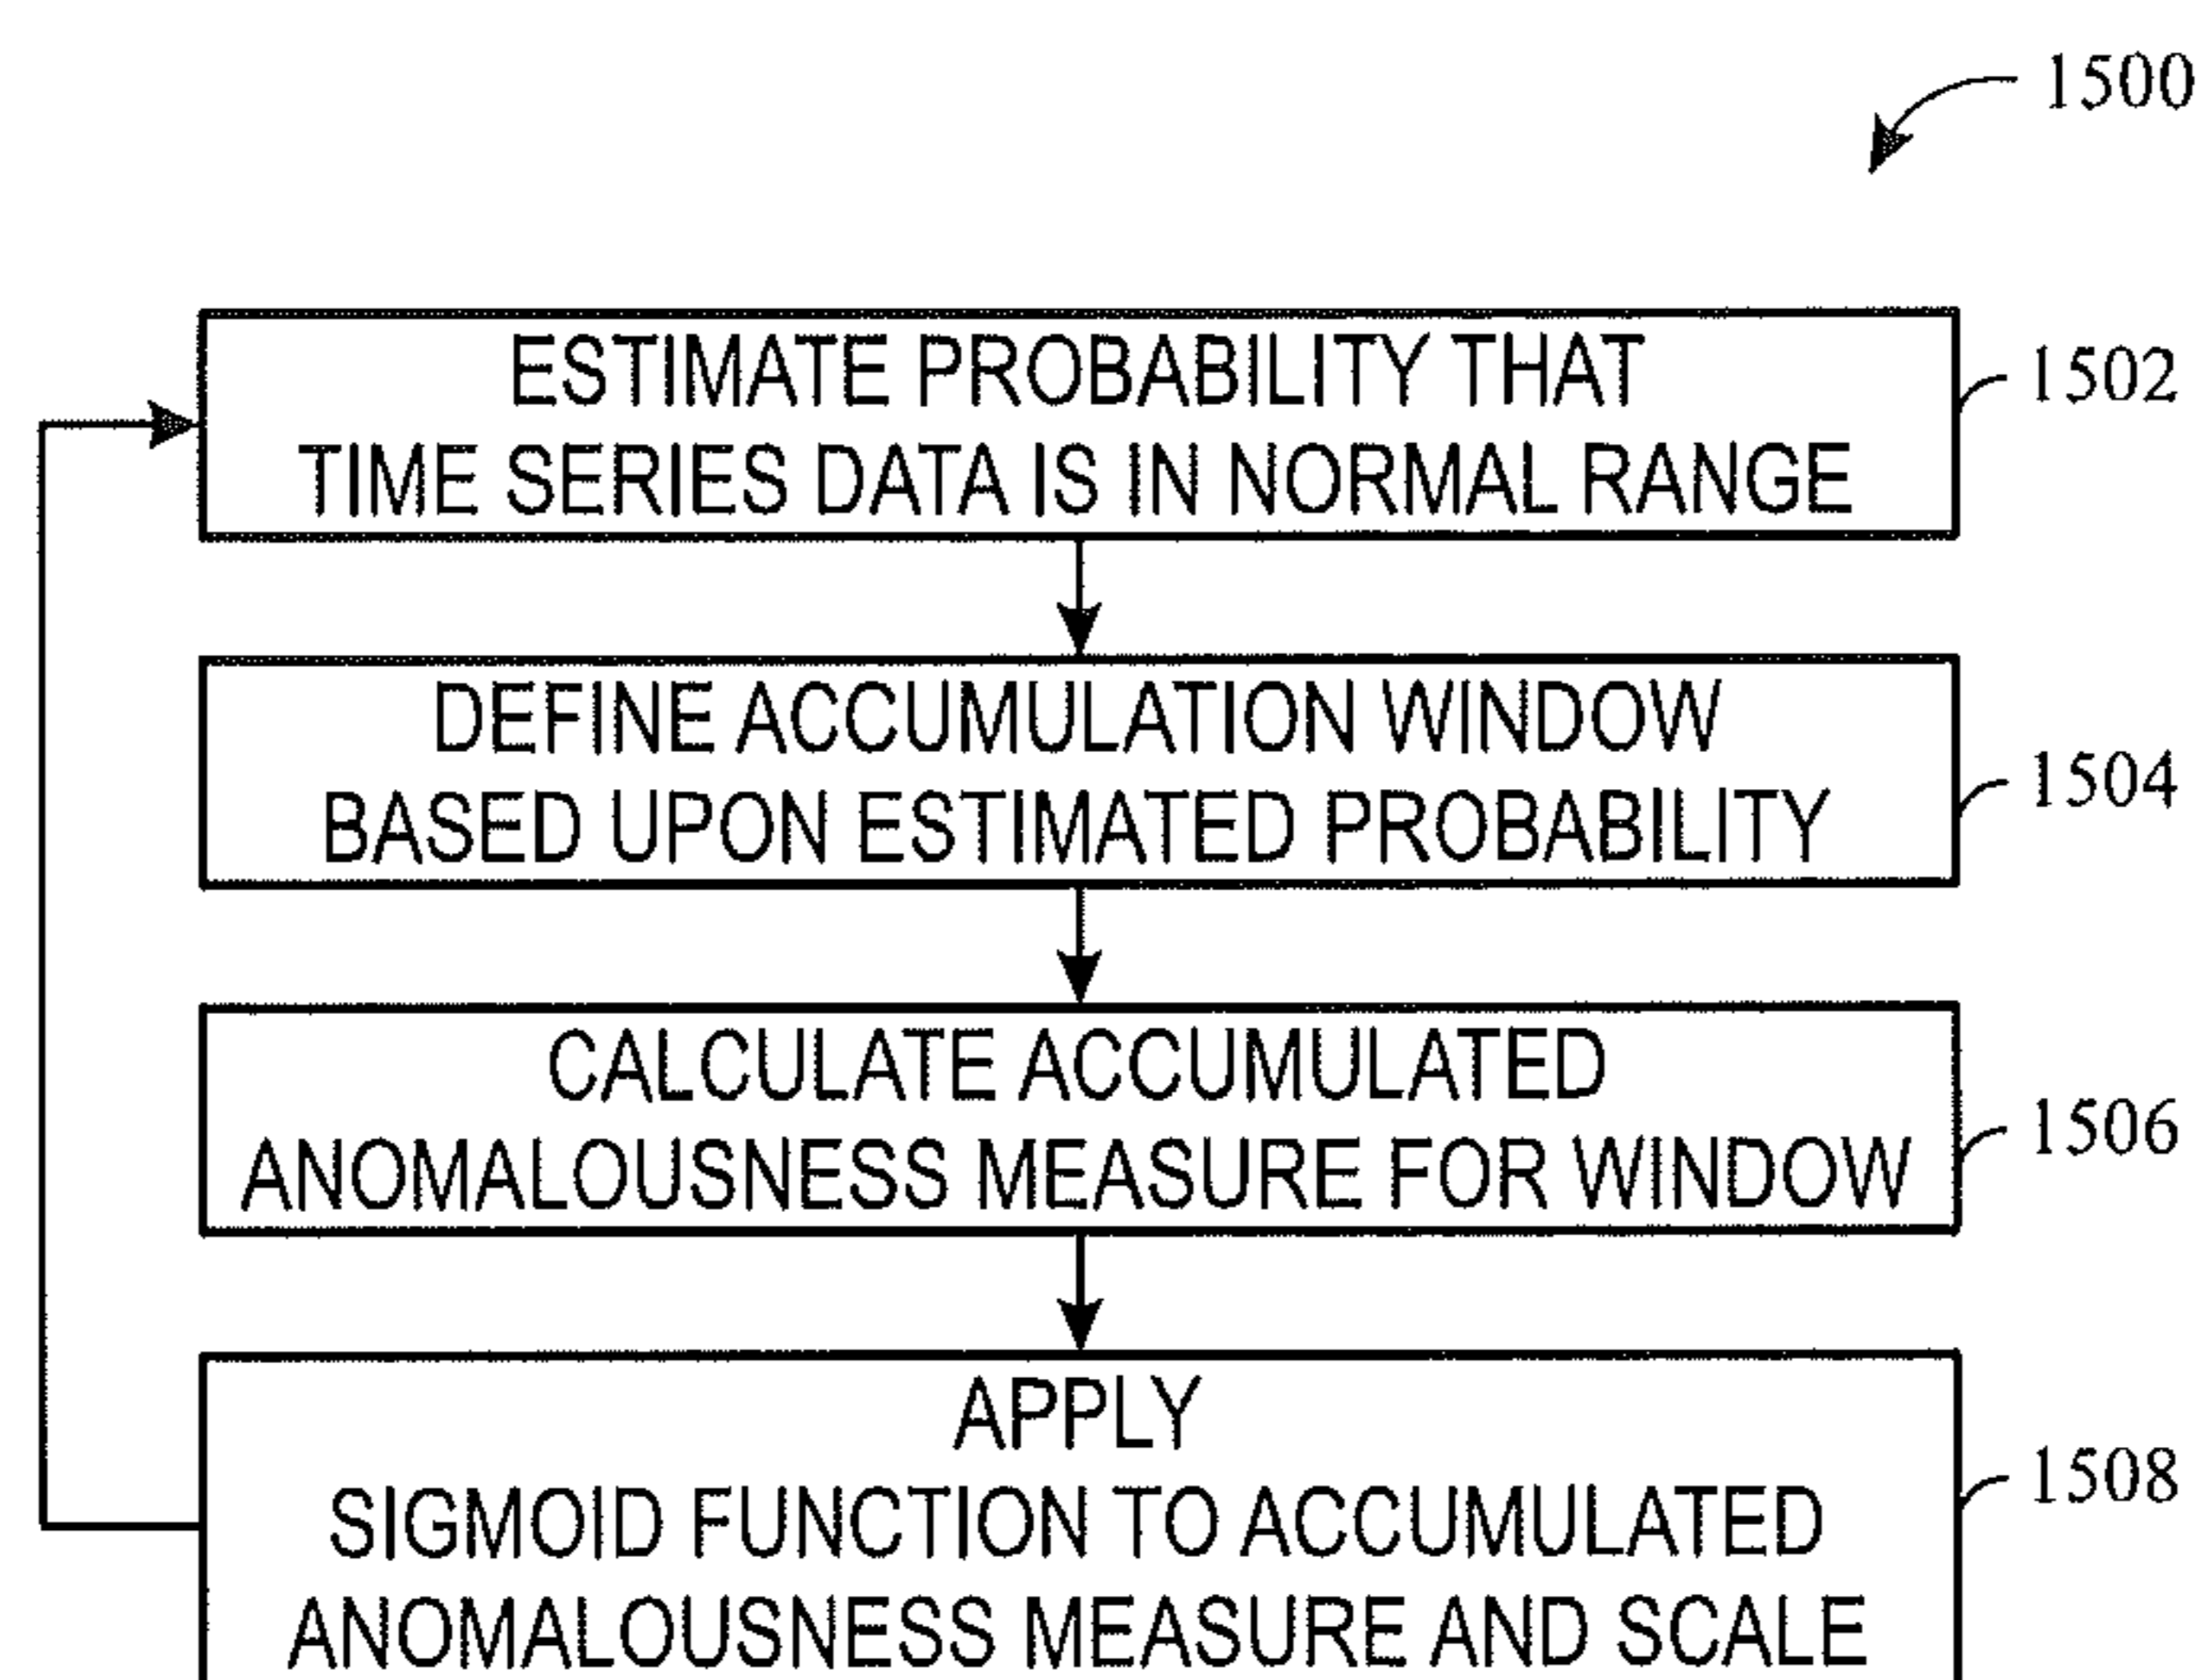 1500
ESTIMATE PROBABILITY THAT
TIME SERIES DATA IS IN NORMAL RANGE
1502
DEFINE ACCUMULATION WINDOW
BASED UPON ESTIMATED PROBABILITY
1504
CALCULATE ACCUMULATED
ANOMALOUSNESS MEASURE FOR WINDOW
1506
APPLY
SIGMOID FUNCTION TO ACCUMULATED
ANOMALOUSNESS MEASURE AND SCALE
1508